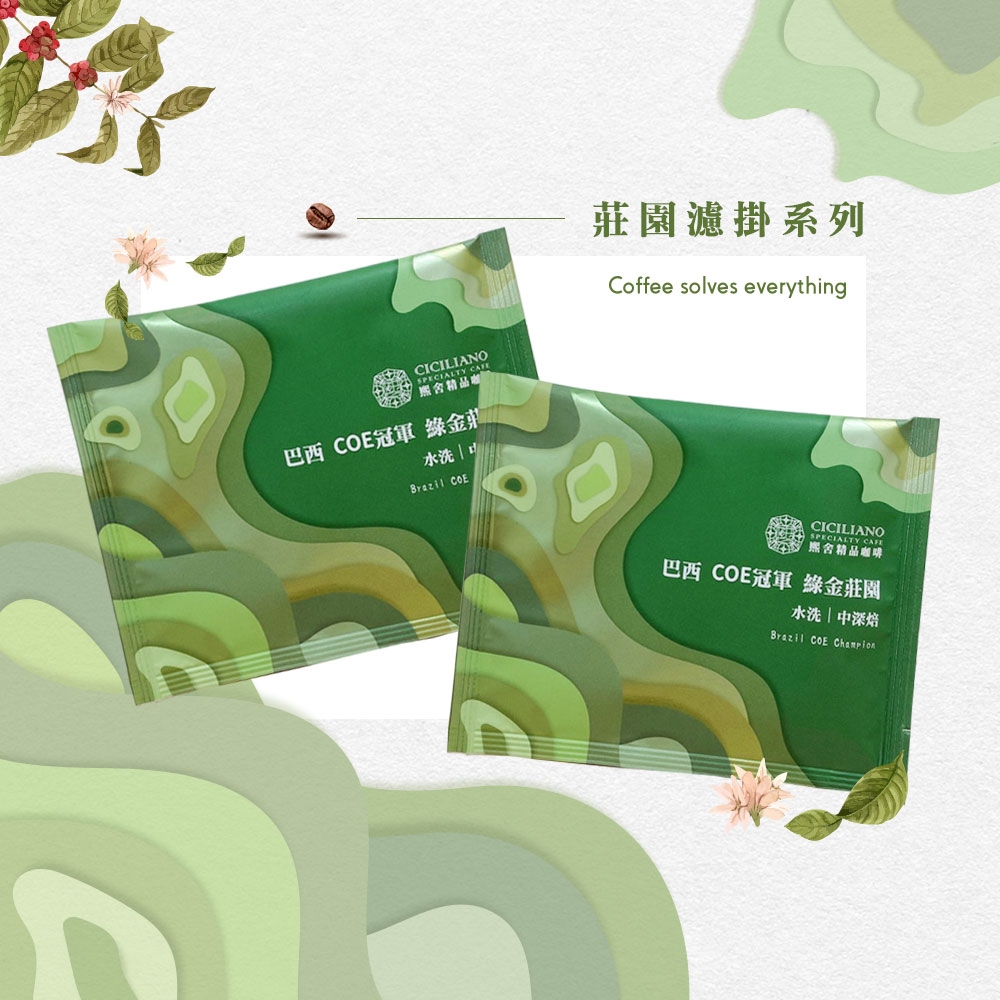 莊園濾掛系列
Coffee solves everything
CICILIANO
SPECIALTY CAFE
熙舍精品咖
巴西 COE冠軍 綠金莊
水洗｜中
Brazil COE
CICILIANO
SPECIALTY CAFE
熙舍精品咖啡
巴西 COE冠軍 綠金莊園
水洗｜中深焙
Brazil COE Champion